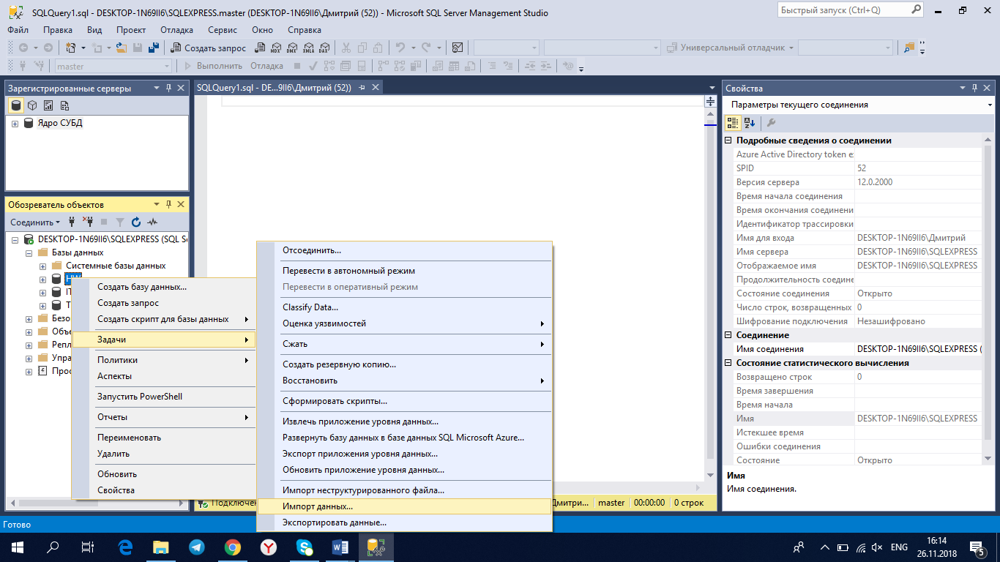 SQLQuery1.sql - DESKTOP-1N69II6\SQLEXPRESS.master (DESKTOP-1N69II6\Дмитрий (52)) - Microsoft SQL Server Management Studio
Быстрый запуск (Ctrl+Q)
Файл Правка Вид Проект Отладка Сервис Окно Справка
Создать запрос MDX DMX XMLA DAX Универсальный отладчик
master Выполнить Отладка
Зарегистрированные серверы
Ядро СУБД
Обозреватель объектов
Соединить
DESKTOP-1N69II6\SQLEXPRESS (SQL Se
Базы данных
Системные базы данных
Безо
Объе
Репл
Упра
Прос
Создать базу данных...
Создать запрос
Создать скрипт для базы данных
Задачи
Политики
Аспекты
Запустить PowerShell
Отчеты
Переименовать
Удалить
Обновить
Свойства
SQLQuery1.sql - DE...9II6\Дмитрий (52))
Отсоединить...
Перевести в автономный режим
Перевести в оперативный режим
Classify Data...
Оценка уязвимостей
Сжать
Создать резервную копию...
Восстановить
Сформировать скрипты...
Извлечь приложение уровня данных...
Развернуть базу данных в базе данных SQL Microsoft Azure...
Экспорт приложения уровня данных...
Обновить приложение уровня данных...
Импорт неструктурированного файла...
Импорт данных...
Экспортировать данные...
Подключен Дмитри... master 00:00:00 0 строк
Свойства
Параметры текущего соединения
Подробные сведения о соединении
Azure Active Directory token e
SPID 52
Версия сервера 12.0.2000
Время начала соединения
Время окончания соединени
Идентификатор трассировки
Имя для входа DESKTOP-1N69II6\Дмитрий
Имя сервера DESKTOP-1N69II6\SQLEXPRESS
Отображаемое имя DESKTOP-1N69II6\SQLEXPRESS
Продолжительность соедине
Состояние соединения Открыто
Число строк, возвращенных 0
Шифрование подключения Незашифровано
Соединение
Имя соединения DESKTOP-1N69II6\SQLEXPRESS (
Состояние статистического вычисления
Возвращено строк 0
Время завершения
Время начала
Имя DESKTOP-1N69II6\SQLEXPRESS
Истекшее время
Ошибки соединения
Состояние Открыто
Имя
Имя соединения.
Готово
ENG
16:14
26.11.2018
5